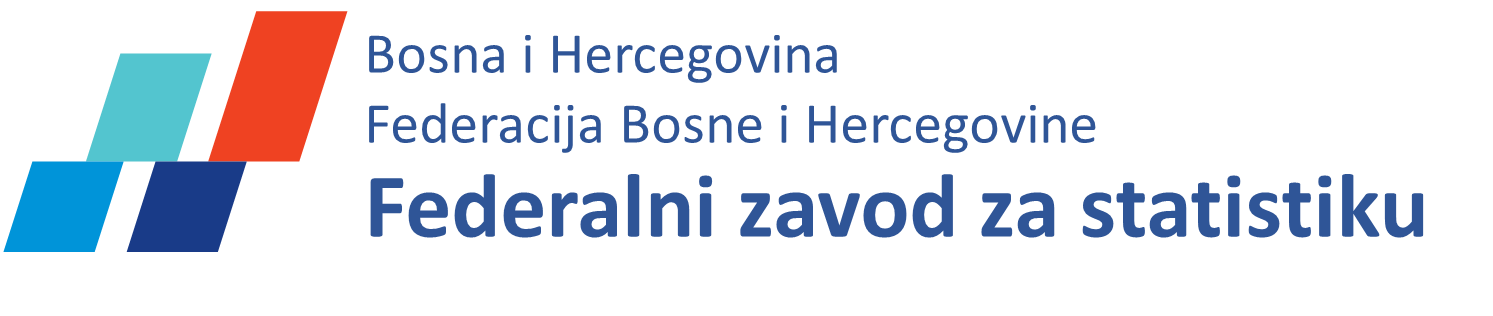 Bosna i Hercegovina
Federacija Bosne i Hercegovine
Federalni zavod za statistiku